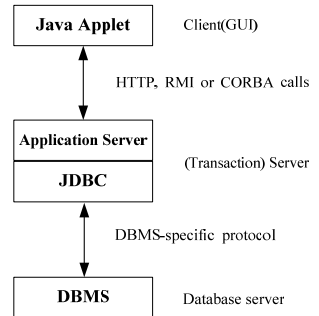 Java Applet
Client(GUI)
HTTP, RMI or CORBA calls
Application Server
(Transaction) Server
JDBC
DBMS-specific protocol
DBMS
Database server